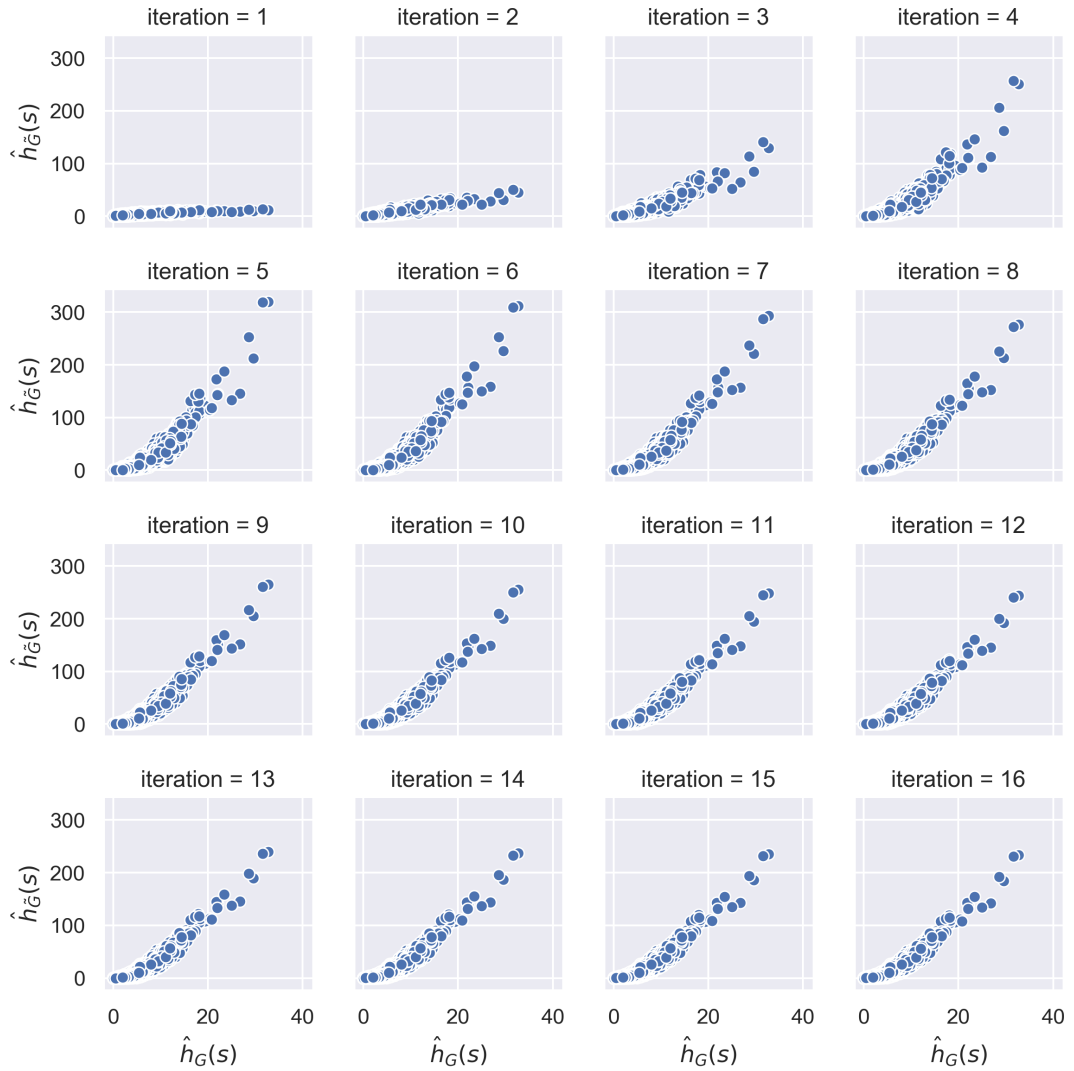 iteration = 1 iteration = 2 iteration = 3 iteration = 4
300
200
100
0
ĥ_G̃(s)
iteration = 5 iteration = 6 iteration = 7 iteration = 8
300
200
100
0
ĥ_G̃(s)
iteration = 9 iteration = 10 iteration = 11 iteration = 12
300
200
100
0
ĥ_G̃(s)
iteration = 13 iteration = 14 iteration = 15 iteration = 16
300
200
100
0
ĥ_G̃(s)
0 20 40 0 20 40 0 20 40 0 20 40
ĥ_G(s) ĥ_G(s) ĥ_G(s) ĥ_G(s)